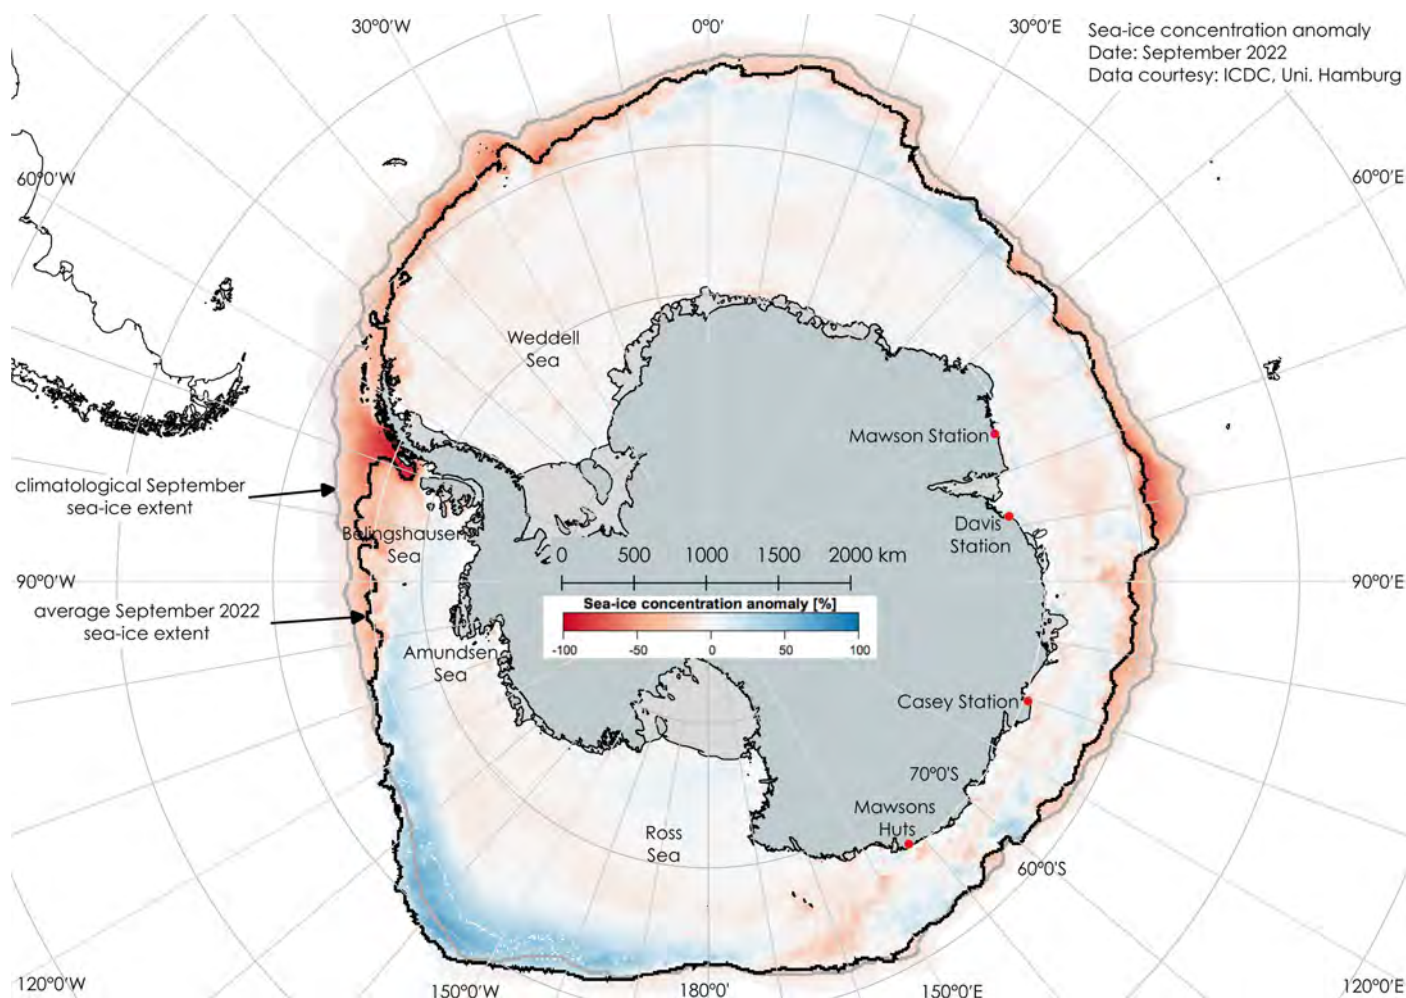 30°0'W
0°0'
30°0'E
Sea-ice concentration anomaly
Date: September 2022
Data courtesy: ICDC, Uni. Hamburg
60°0'W
60°0'E
Weddell
Sea
Mawson Station
climatological September
sea-ice extent
Davis
Station
Belingshausen
Sea
0 500 1000 1500 2000 km
90°0'W
90°0'E
Sea-ice concentration anomaly [%]
-100 -50 0 50 100
average September 2022
sea-ice extent
Amundsen
Sea
Casey Station
70°0'S
Mawsons
Huts
Ross
Sea
60°0'S
120°0'W
150°0'W
180°0'
150°0'E
120°0'E